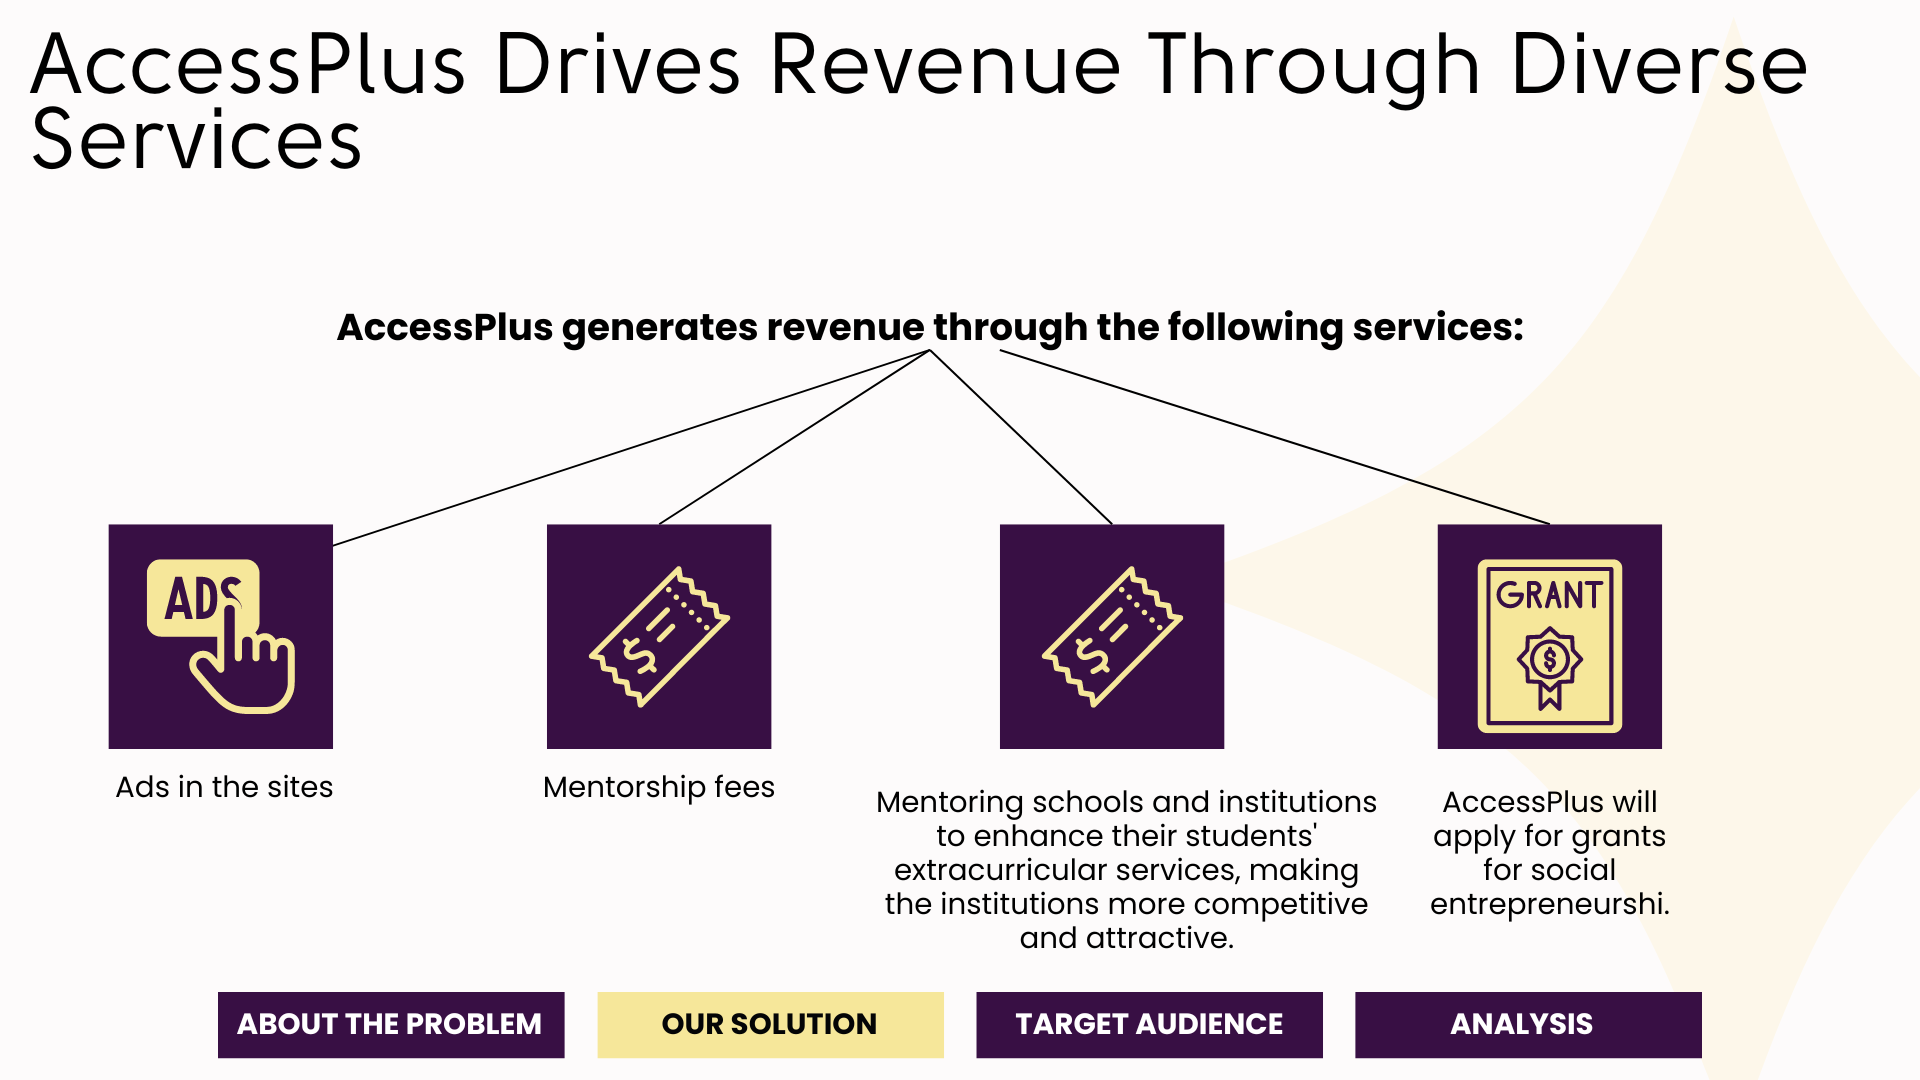 AccessPlus Drives Revenue Through Diverse
Services
AccessPlus generates revenue through the following services:
ADS
$
$
GRANT
$
Ads in the sites
Mentorship fees
Mentoring schools and institutions
to enhance their students'
extracurricular services, making
the institutions more competitive
and attractive.
AccessPlus will
apply for grants
for social
entrepreneurshi.
ABOUT THE PROBLEM
OUR SOLUTION
TARGET AUDIENCE
ANALYSIS